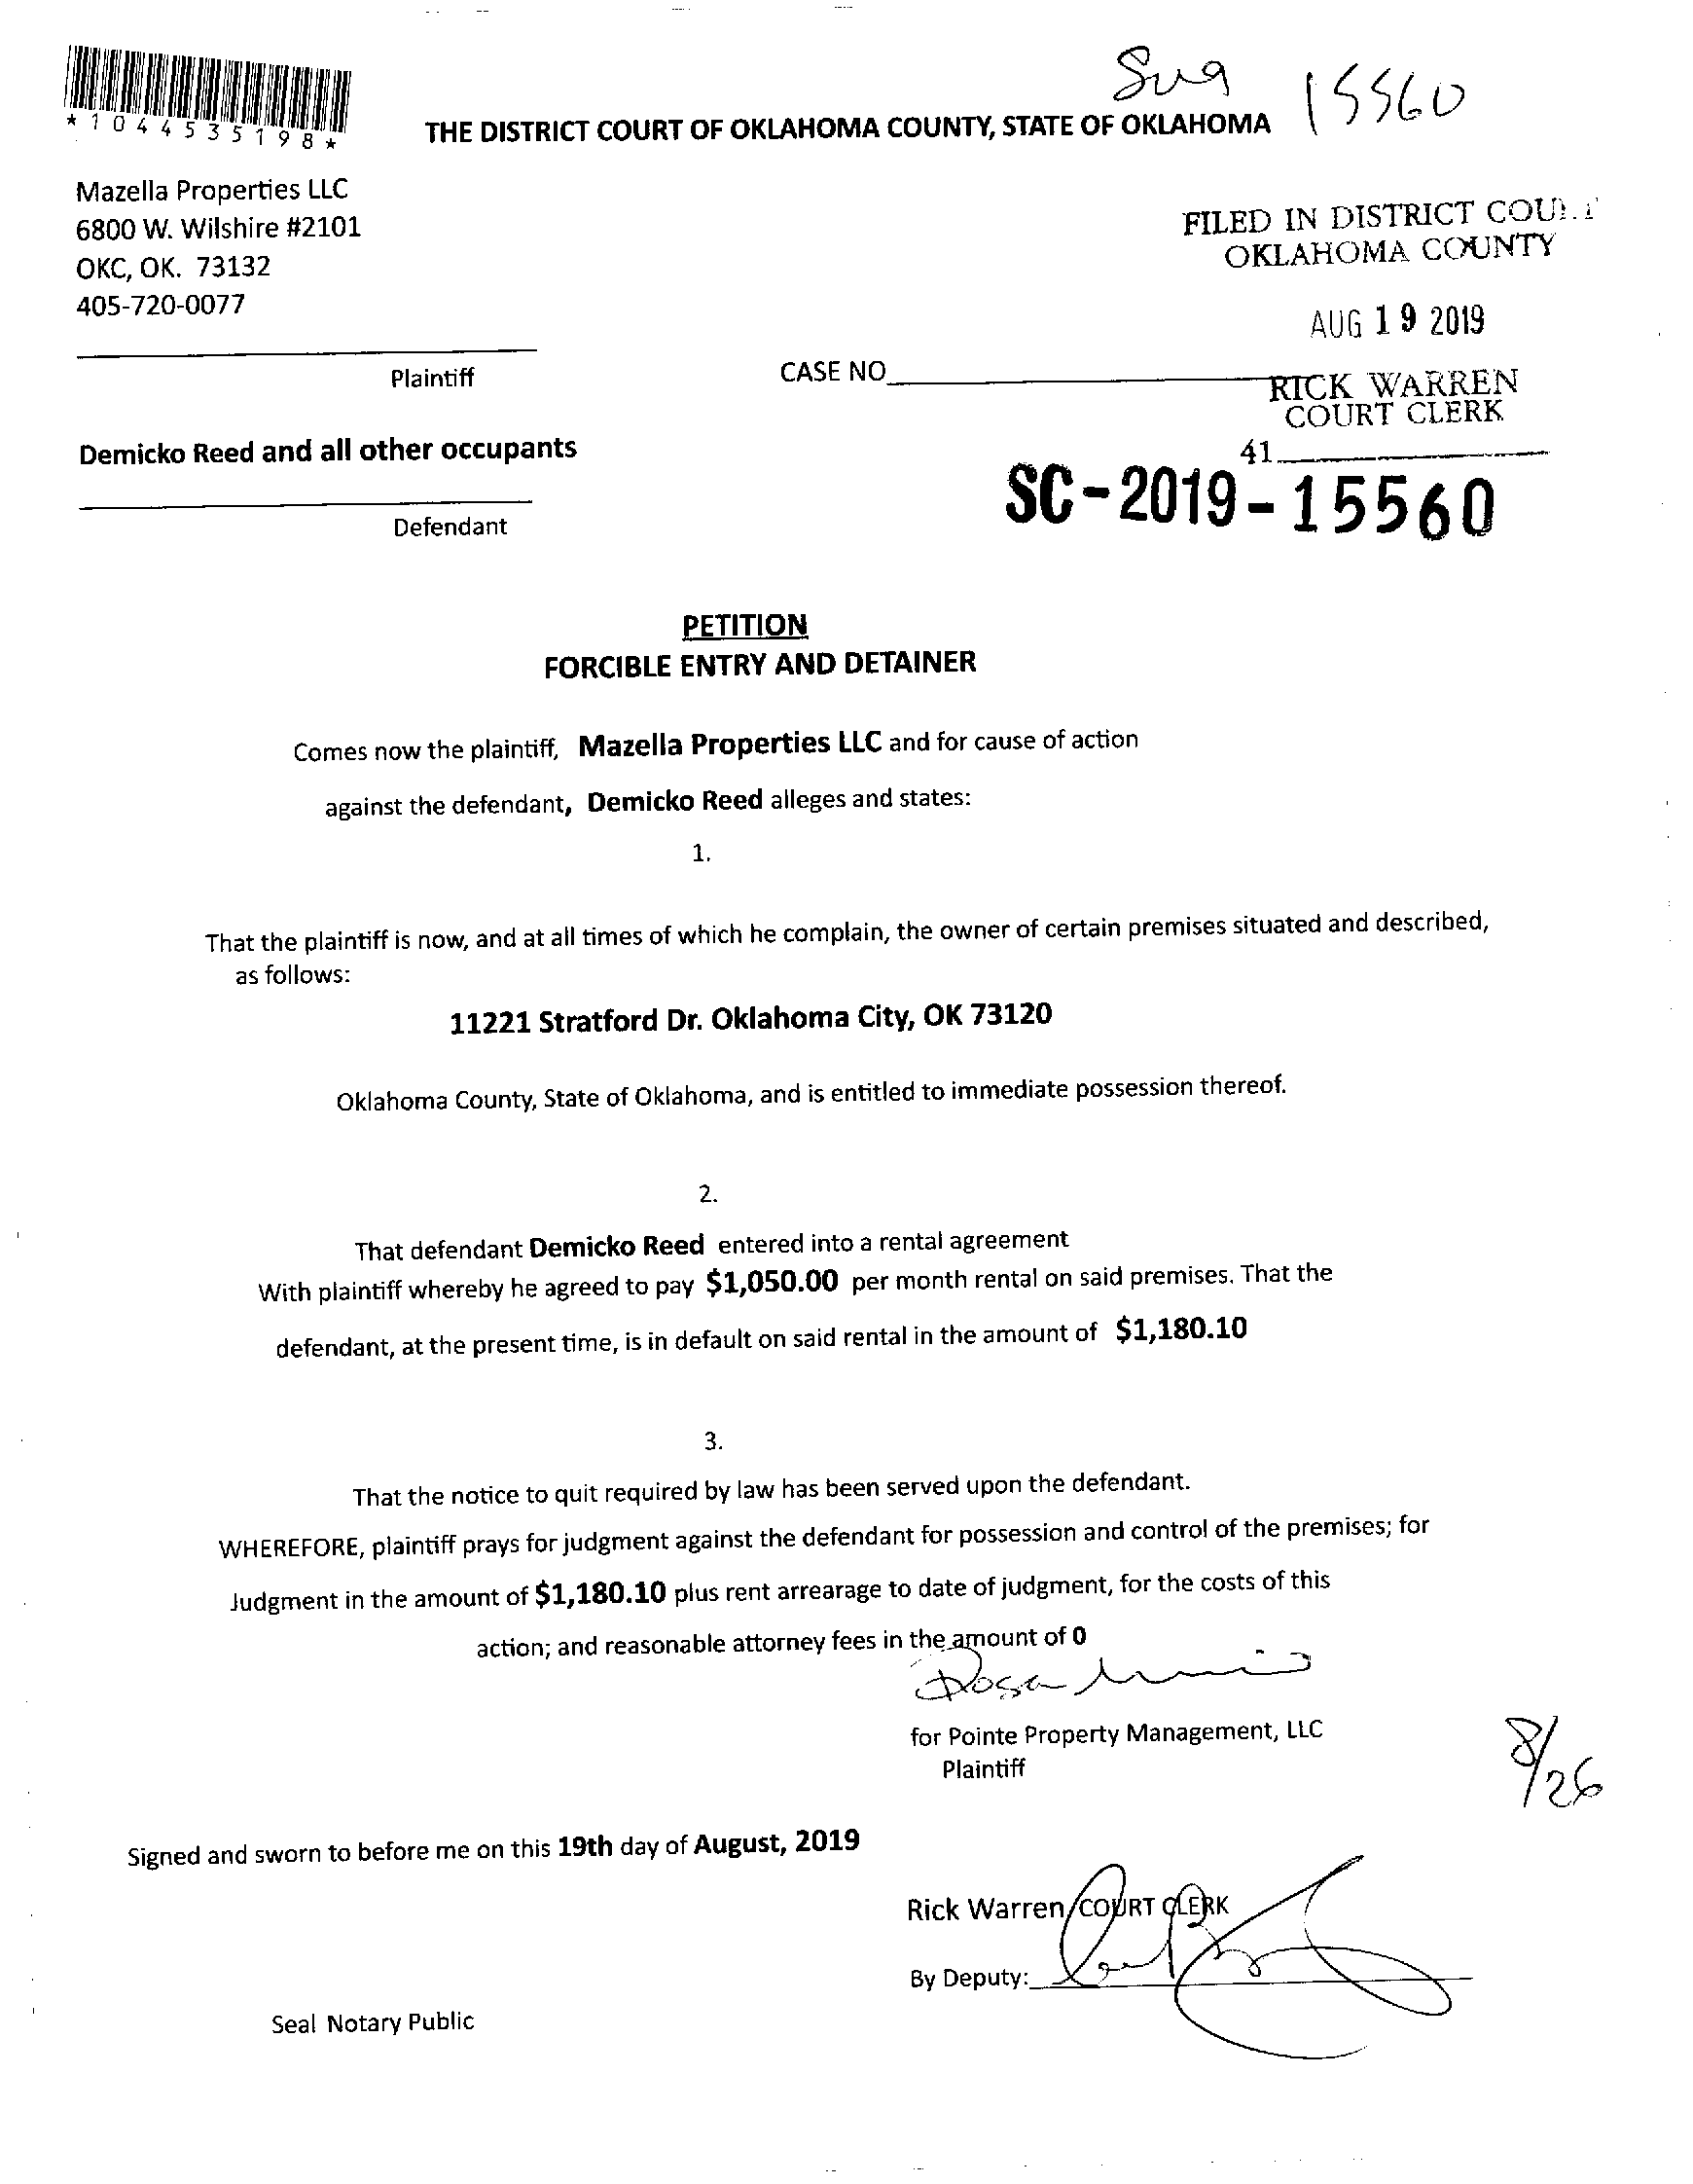 15560
*1044535198*
THE DISTRICT COURT OF OKLAHOMA COUNTY, STATE OF OKLAHOMA
Mazella Properties LLC
6800 W. Wilshire #2101
OKC, OK. 73132
405-720-0077
FILED IN DISTRICT COURT
OKLAHOMA COUNTY
AUG 19 2019
Plaintiff
CASE NO
RICK WARREN
COURT CLERK
41
Demicko Reed and all other occupants
SC-2019-15560
Defendant
PETITION
FORCIBLE ENTRY AND DETAINER
Comes now the plaintiff, Mazella Properties LLC and for cause of action
against the defendant, Demicko Reed alleges and states:
1.
That the plaintiff is now, and at all times of which he complain, the owner of certain premises situated and described,
as follows:
11221 Stratford Dr. Oklahoma City, OK 73120
Oklahoma County, State of Oklahoma, and is entitled to immediate possession thereof.
2.
That defendant Demicko Reed entered into a rental agreement
With plaintiff whereby he agreed to pay $1,050.00 per month rental on said premises. That the
defendant, at the present time, is in default on said rental in the amount of $1,180.10
3.
That the notice to quit required by law has been served upon the defendant.
WHEREFORE, plaintiff prays for judgment against the defendant for possession and control of the premises; for
Judgment in the amount of $1,180.10 plus rent arrearage to date of judgment, for the costs of this
action; and reasonable attorney fees in the amount of 0
Rosa
for Pointe Property Management, LLC
Plaintiff
8/26
Signed and sworn to before me on this 19th day of August, 2019
Rick Warren, COURT CLERK
By Deputy:
Seal Notary Public